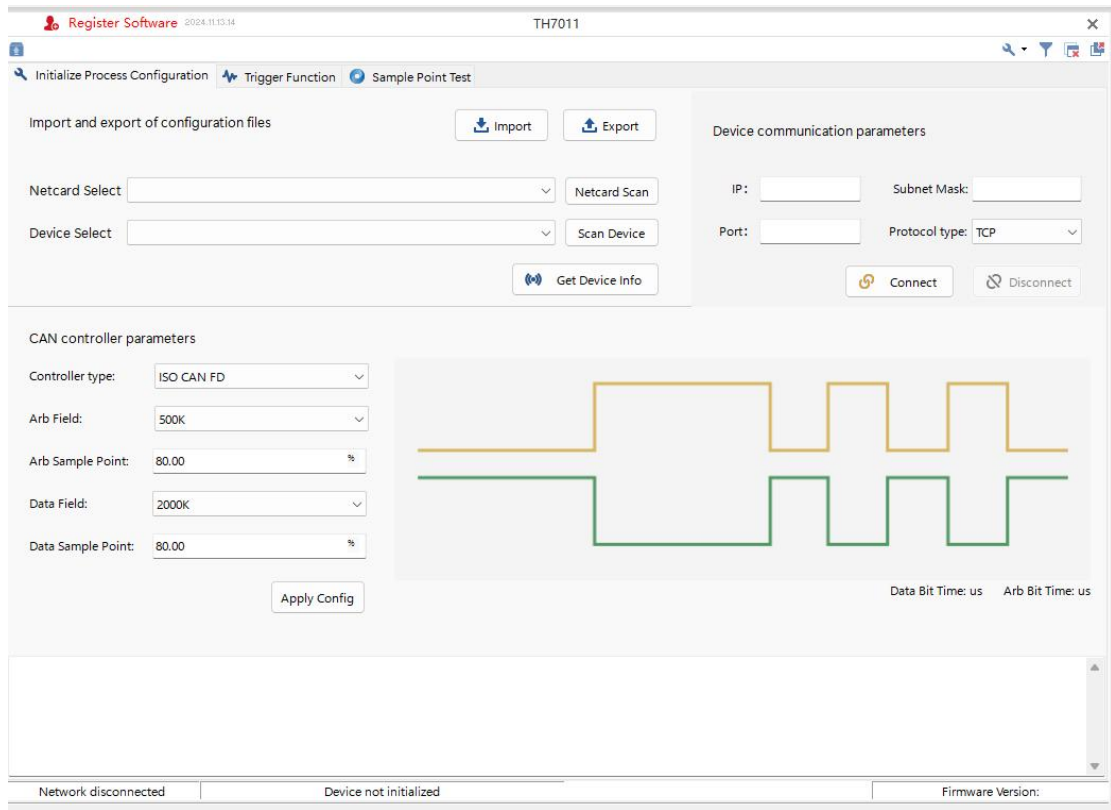 Register Software 2024.11.13.14 TH7011
Initialize Process Configuration Trigger Function Sample Point Test
Import and export of configuration files Import Export
Device communication parameters
Netcard Select Netcard Scan
IP: Subnet Mask:
Device Select Scan Device
Port: Protocol type: TCP
Get Device Info
Connect Disconnect
CAN controller parameters
Controller type: ISO CAN FD
Arb Field: 500K
Arb Sample Point: 80.00 %
Data Field: 2000K
Data Sample Point: 80.00 %
Apply Config
Data Bit Time: us Arb Bit Time: us
Network disconnected Device not initialized Firmware Version: